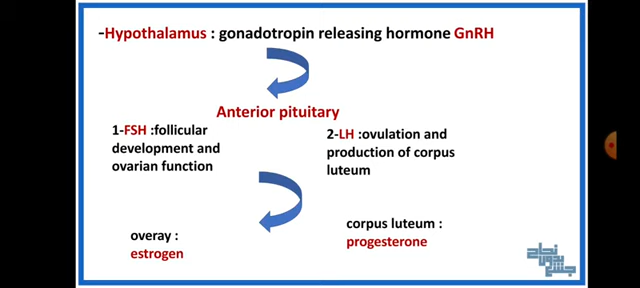 -Hypothalamus : gonadotropin releasing hormone GnRH
Anterior pituitary
1-FSH :follicular
development and
ovarian function
2-LH :ovulation and
production of corpus
luteum
overay :
estrogen
corpus luteum :
progesterone